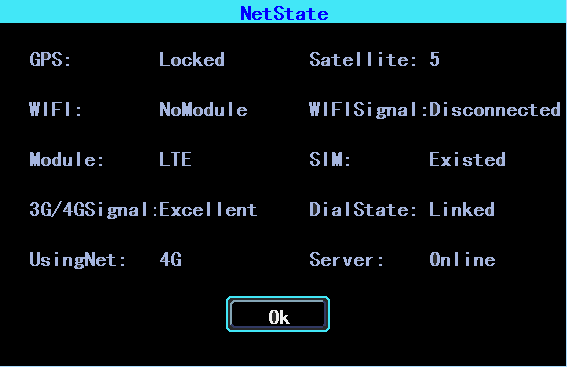 NetState
GPS: Locked Satellite: 5
WIFI: NoModule WIFISignal:Disconnected
Module: LTE SIM: Existed
3G/4GSignal:Excellent DialState: Linked
UsingNet: 4G Server: Online
Ok